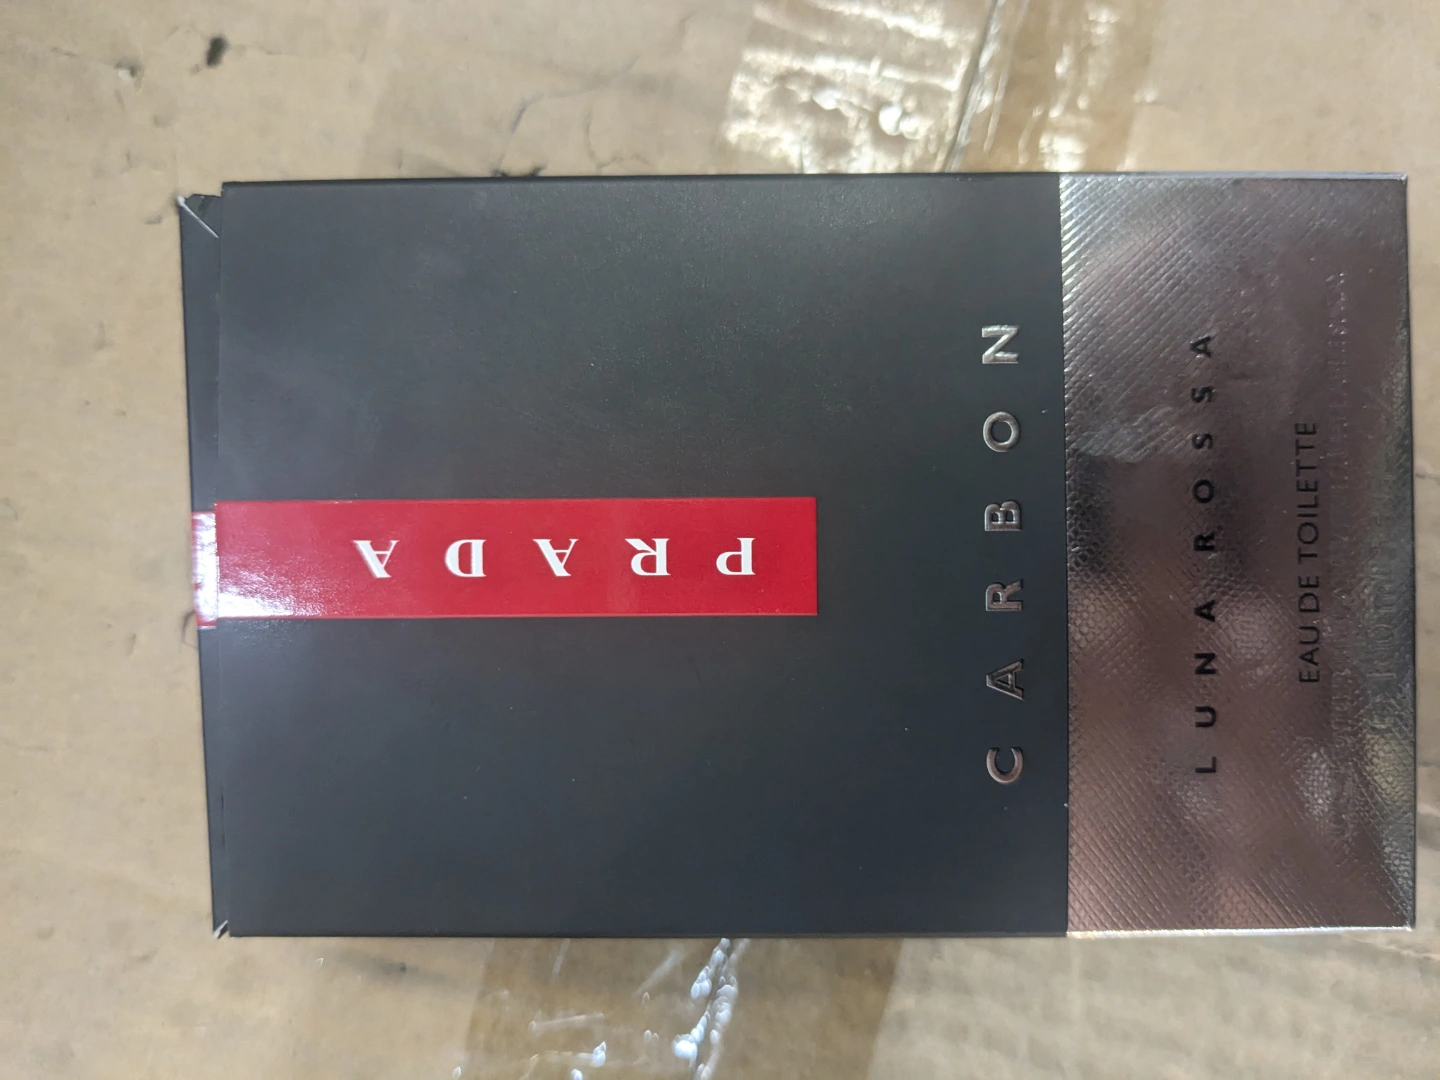 PRADA
CARBON
LUNA ROSSA
EAU DE TOILETTE